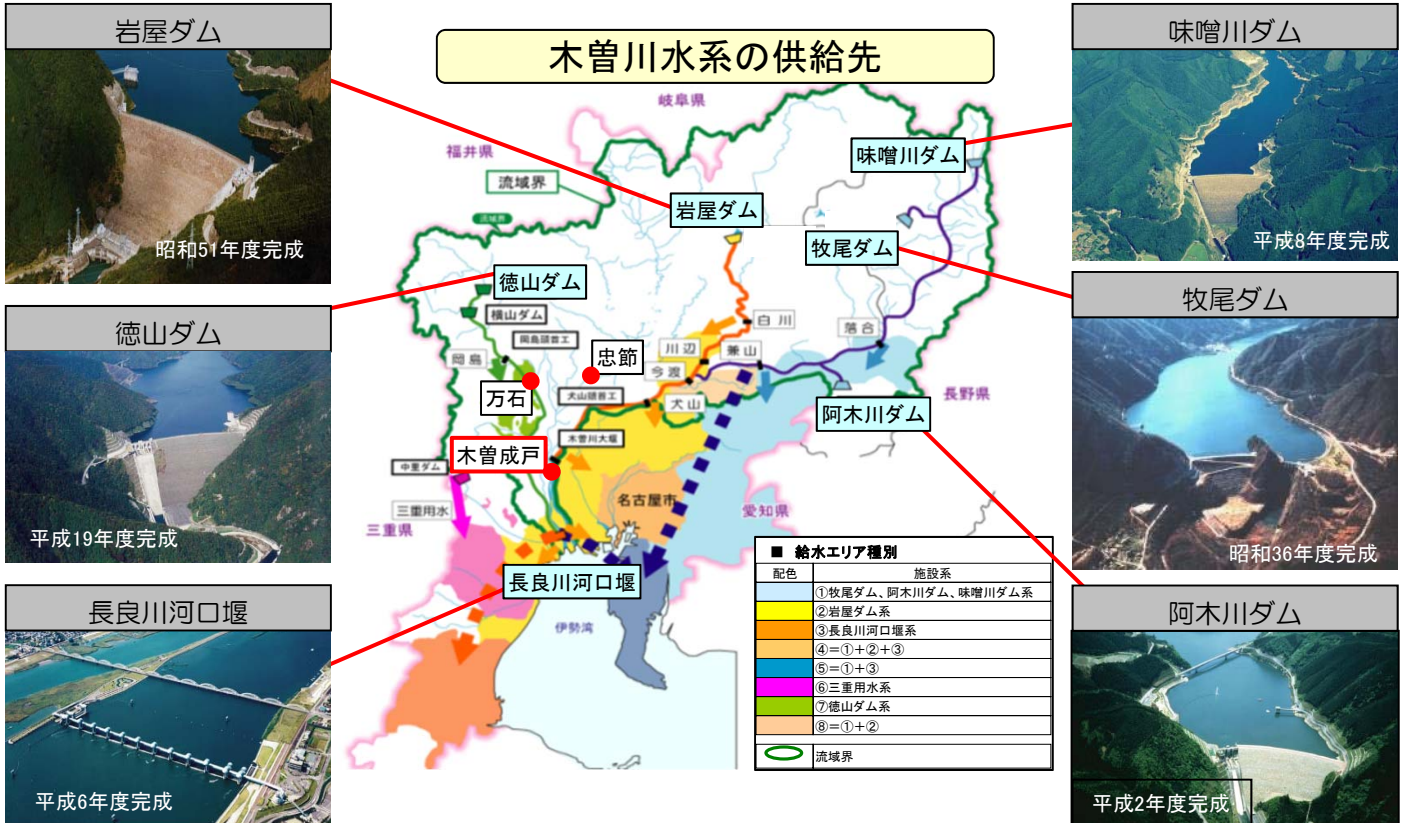 木曽川水系の供給先
岩屋ダム
昭和51年度完成
徳山ダム
平成19年度完成
長良川河口堰
平成6年度完成
味噌川ダム
平成8年度完成
牧尾ダム
昭和36年度完成
阿木川ダム
平成2年度完成
岐阜県
福井県
流域界
流域界
味噌川ダム
岩屋ダム
牧尾ダム
徳山ダム
横山ダム
岡島頭首工
岡島
白川
落合
川辺
兼山
忠節
今渡
万石
犬山頭首工
犬山
長野県
阿木川ダム
木曽川大堰
木曽成戸
中里ダム
名古屋市
三重用水
愛知県
三重県
長良川河口堰
伊勢湾
■ 給水エリア種別
配色 施設系
①牧尾ダム、阿木川ダム、味噌川ダム系
②岩屋ダム系
③長良川河口堰系
④=①+②+③
⑤=①+③
⑥三重用水系
⑦徳山ダム系
⑧=①+②
流域界